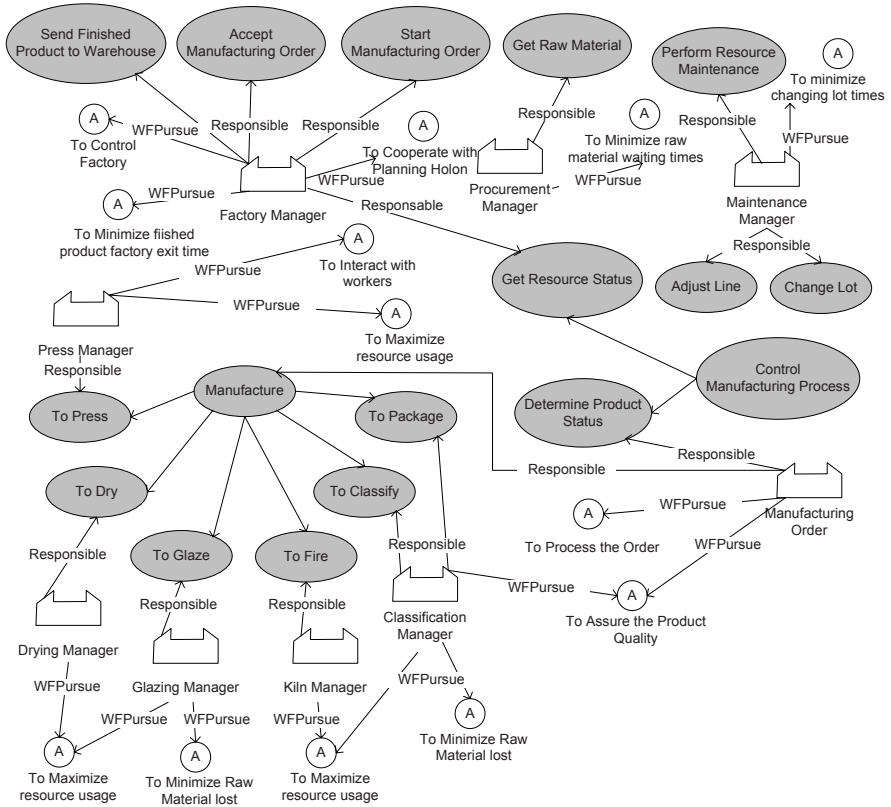 Send Finished
Product to Warehouse
Accept
Manufacturing Order
Start
Manufacturing Order
Get Raw Material
Perform Resource
Maintenance
A
To minimize
changing lot times
A
To Control
Factory
WFPursue
Responsible
Responsible
A
To Cooperate with
Planning Holon
WFPursue
Factory Manager
Responsible
Procurement
Manager
A
To Minimize raw
material waiting times
WFPursue
Responsible
WFPursue
Maintenance
Manager
Responsible
Adjust Line
Change Lot
WFPursue
A
To Minimize fiished
product factory exit time
Responsable
Get Resource Status
A
To Interact with
workers
WFPursue
WFPursue
A
To Maximize
resource usage
Press Manager
Responsible
To Press
Manufacture
To Package
Control
Manufacturing Process
Determine Product
Status
Responsible
Responsible
Manufacturing
Order
To Dry
To Classify
A
To Process the Order
WFPursue
WFPursue
Responsible
To Glaze
To Fire
Responsible
Responsible
Responsible
Classification
Manager
WFPursue
A
To Assure the Product
Quality
Drying Manager
Glazing Manager
Kiln Manager
WFPursue
WFPursue
WFPursue
WFPursue
WFPursue
A
To Maximize
resource usage
A
To Minimize Raw
Material lost
A
To Maximize
resource usage
A
To Minimize Raw
Material lost